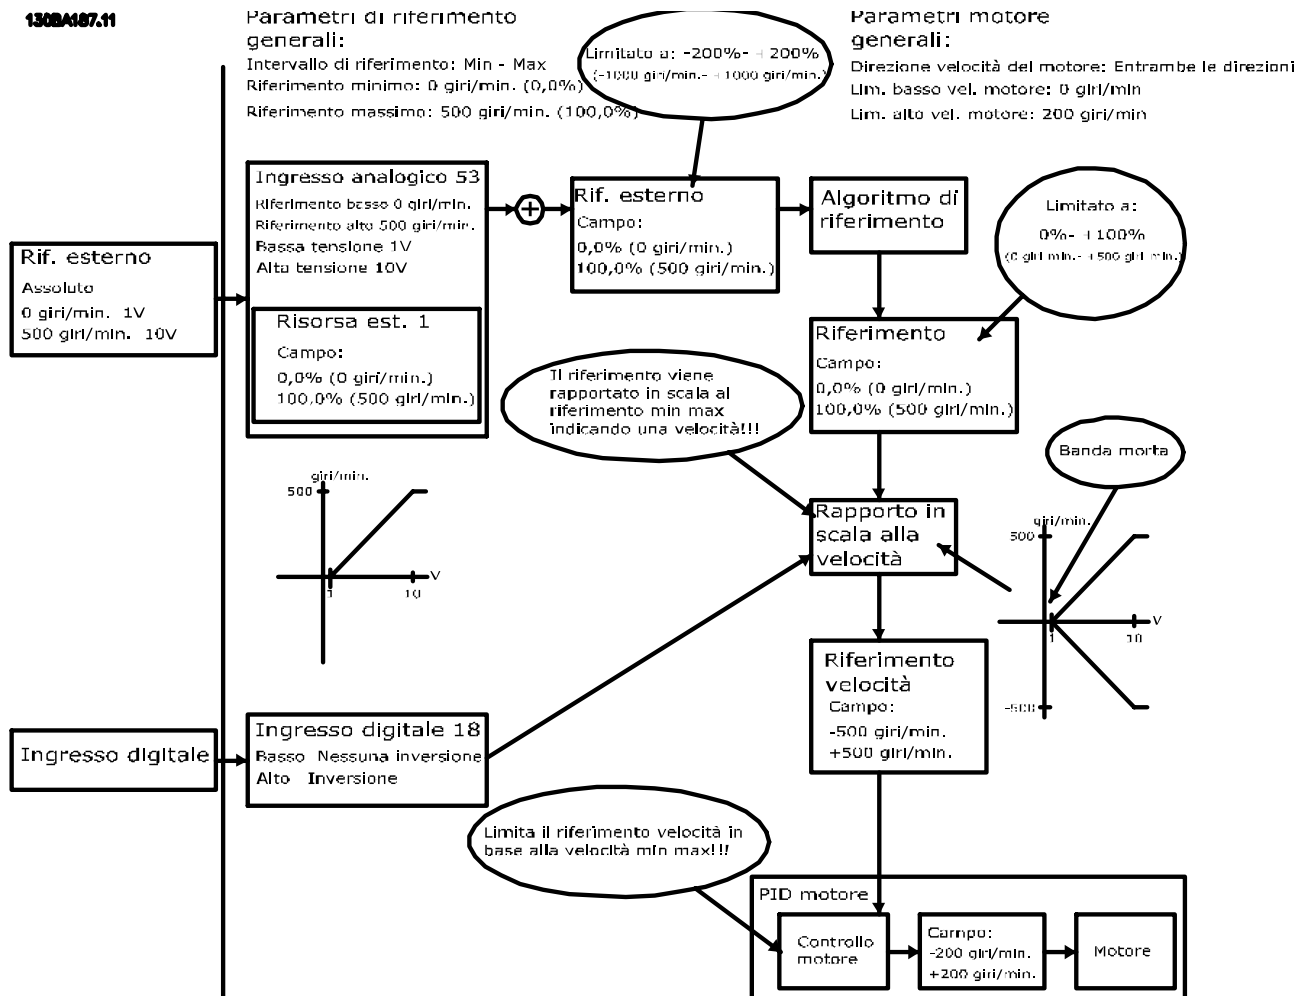 130BA187.11
Parametri di riferimento
generali:
Intervallo di riferimento: Min - Max
Riferimento minimo: 0 giri/min. (0,0%)
Riferimento massimo: 500 giri/min. (100,0%)
Limitato a: -200%- +200%
(-1000 giri/min.- +1000 giri/min.)
Parametri motore
generali:
Direzione velocità del motore: Entrambe le direzioni
Lim. basso vel. motore: 0 giri/min
Lim. alto vel. motore: 200 giri/min
Rif. esterno
Assoluto
0 giri/min. 1V
500 giri/min. 10V
Ingresso analogico 53
Riferimento basso 0 giri/min.
Riferimento alto 500 giri/min.
Bassa tensione 1V
Alta tensione 10V
Risorsa est. 1
Campo:
0,0% (0 giri/min.)
100,0% (500 giri/min.)
Rif. esterno
Campo:
0,0% (0 giri/min.)
100,0% (500 giri/min.)
Algoritmo di
riferimento
Limitato a:
0%- +100%
(0 giri min.- +500 giri min.)
Riferimento
Campo:
0,0% (0 giri/min.)
100,0% (500 giri/min.)
Il riferimento viene
rapportato in scala al
riferimento min max
indicando una velocità!!!
Banda morta
giri/min.
500
V
1
10
Rapporto in
scala alla
velocità
giri/min.
500
V
1
10
-500
Riferimento
velocità
Campo:
-500 giri/min.
+500 giri/min.
Ingresso digitale
Ingresso digitale 18
Basso Nessuna inversione
Alto Inversione
Limita il riferimento velocità in
base alla velocità min max!!!
PID motore
Controllo
motore
Campo:
-200 giri/min.
+200 giri/min.
Motore